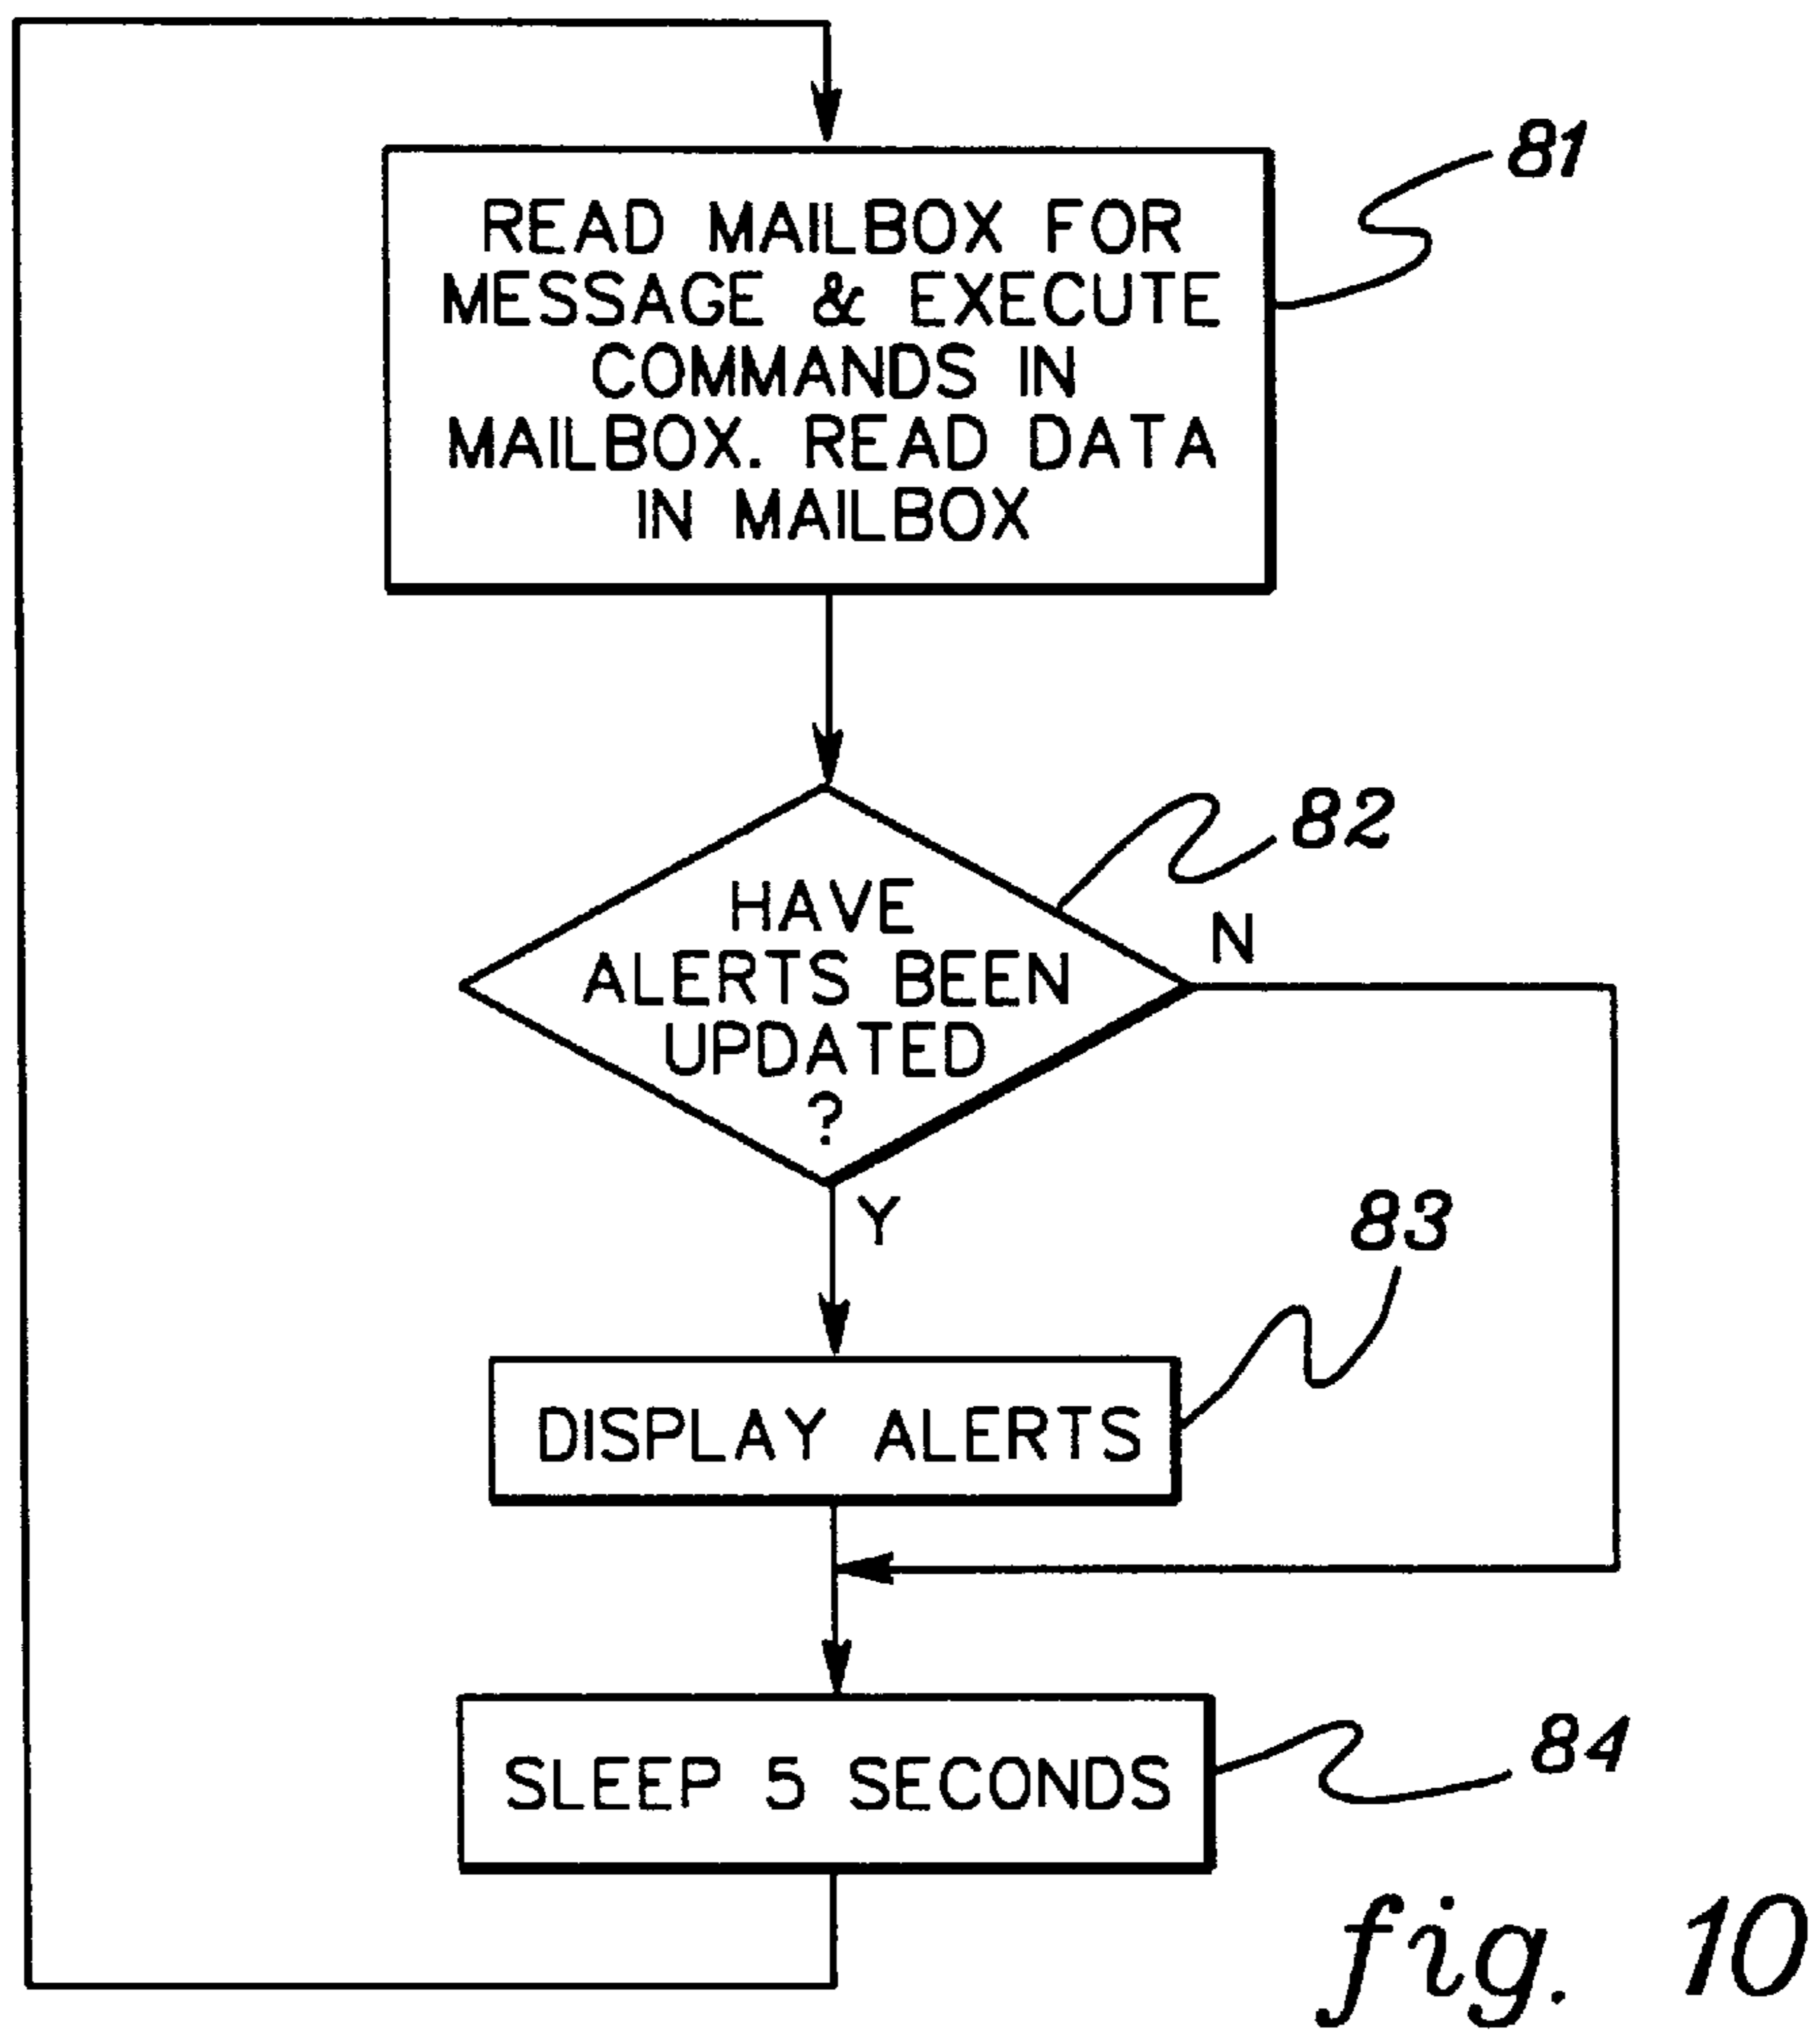 81
READ MAILBOX FOR
MESSAGE & EXECUTE
COMMANDS IN
MAILBOX. READ DATA
IN MAILBOX
82
HAVE
ALERTS BEEN
UPDATED
?
N
Y
83
DISPLAY ALERTS
SLEEP 5 SECONDS
84
fig. 10